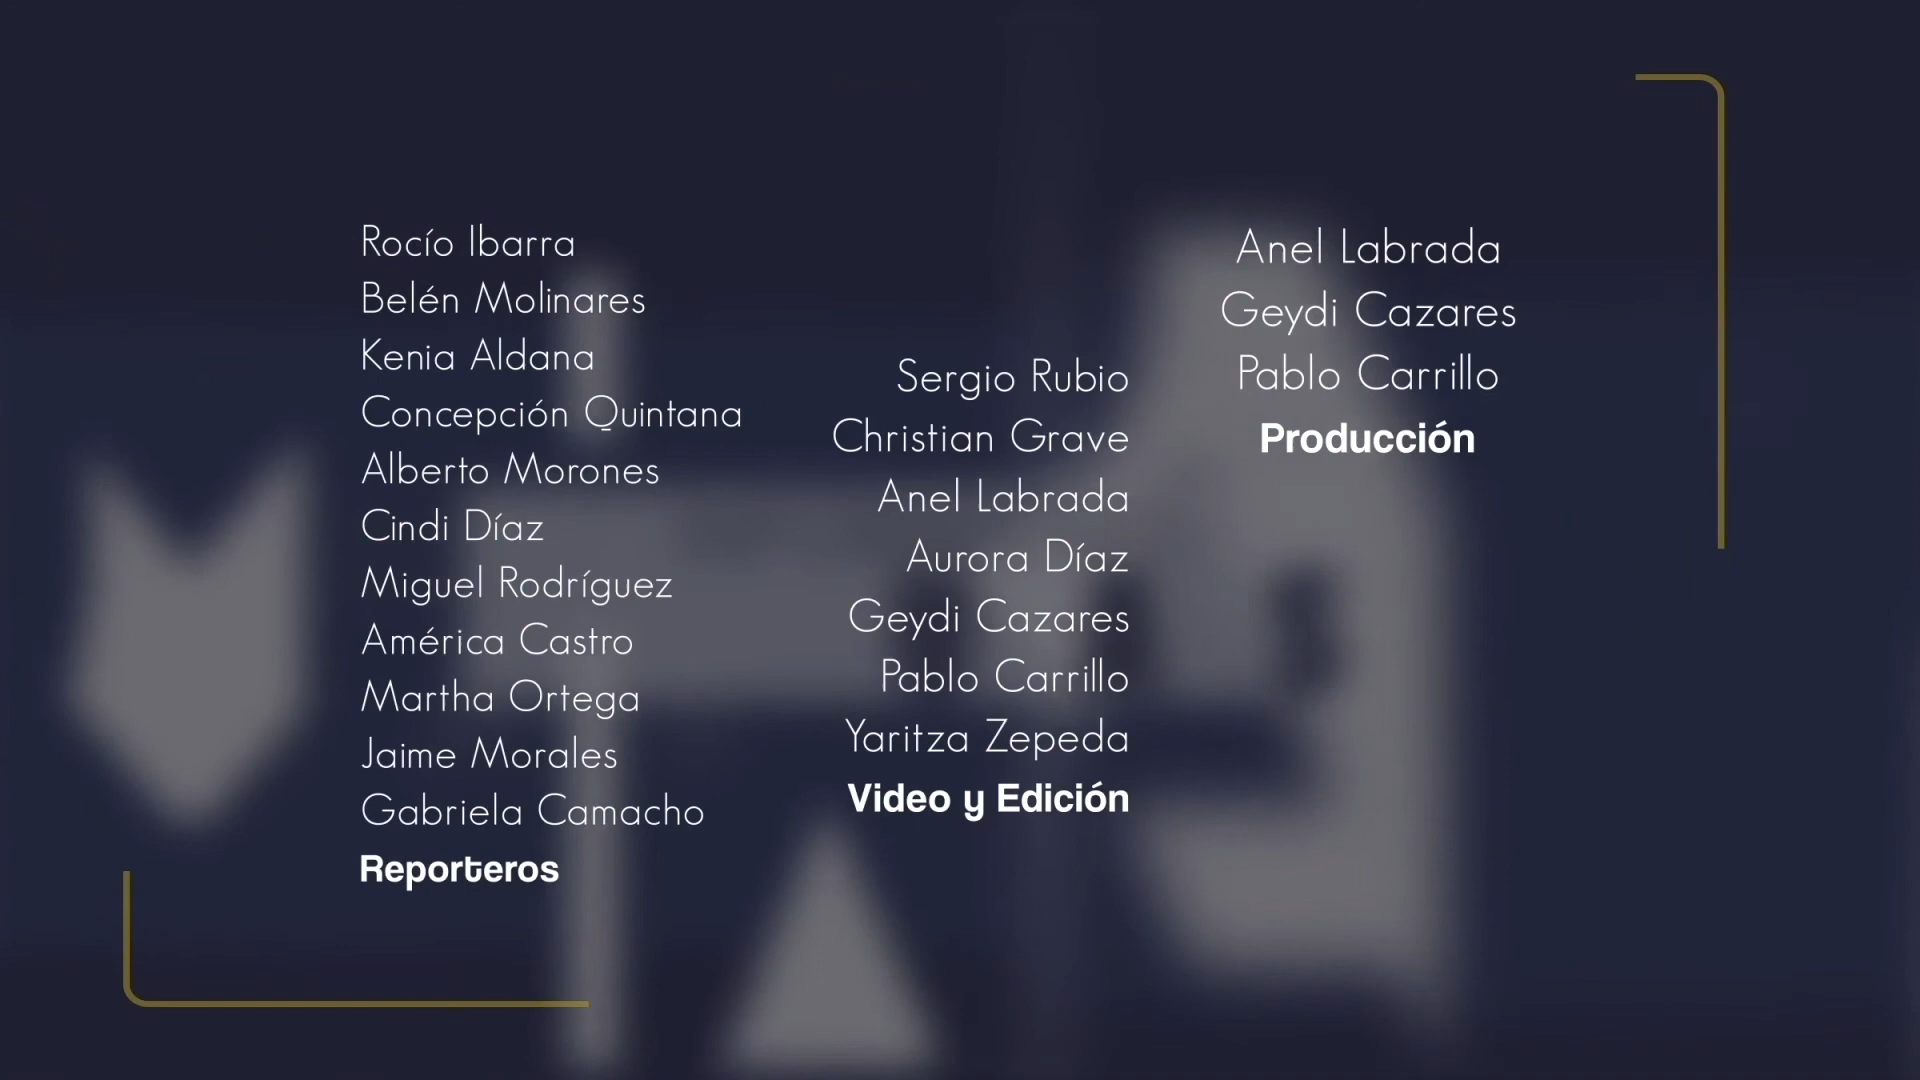 Rocío Ibarra
Belén Molinares
Kenia Aldana
Concepción Quintana
Alberto Morones
Cindi Díaz
Miguel Rodríguez
América Castro
Martha Ortega
Jaime Morales
Gabriela Camacho
Reporteros
Sergio Rubio
Christian Grave
Anel Labrada
Aurora Díaz
Geydi Cazares
Pablo Carrillo
Yaritza Zepeda
Video y Edición
Anel Labrada
Geydi Cazares
Pablo Carrillo
Producción